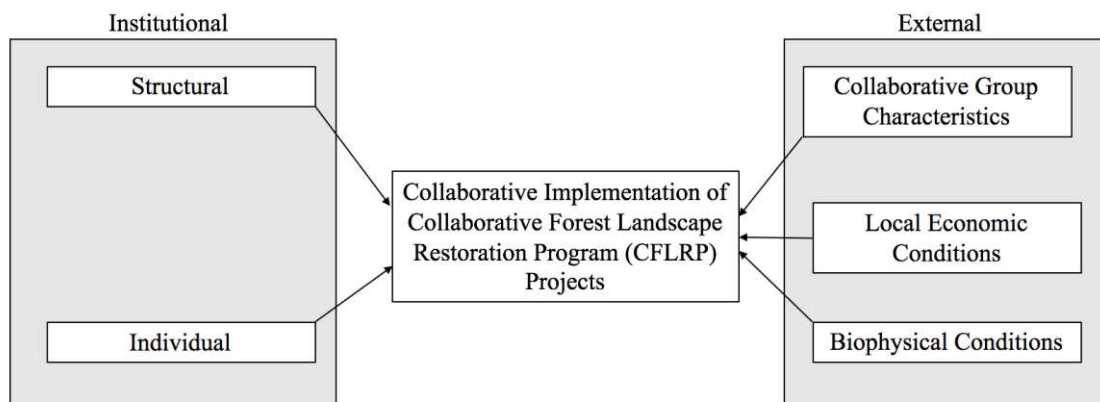 Institutional
External
Structural
Collaborative Group
Characteristics
Collaborative Implementation of
Collaborative Forest Landscape
Restoration Program (CFLRP)
Projects
Local Economic
Conditions
Individual
Biophysical Conditions